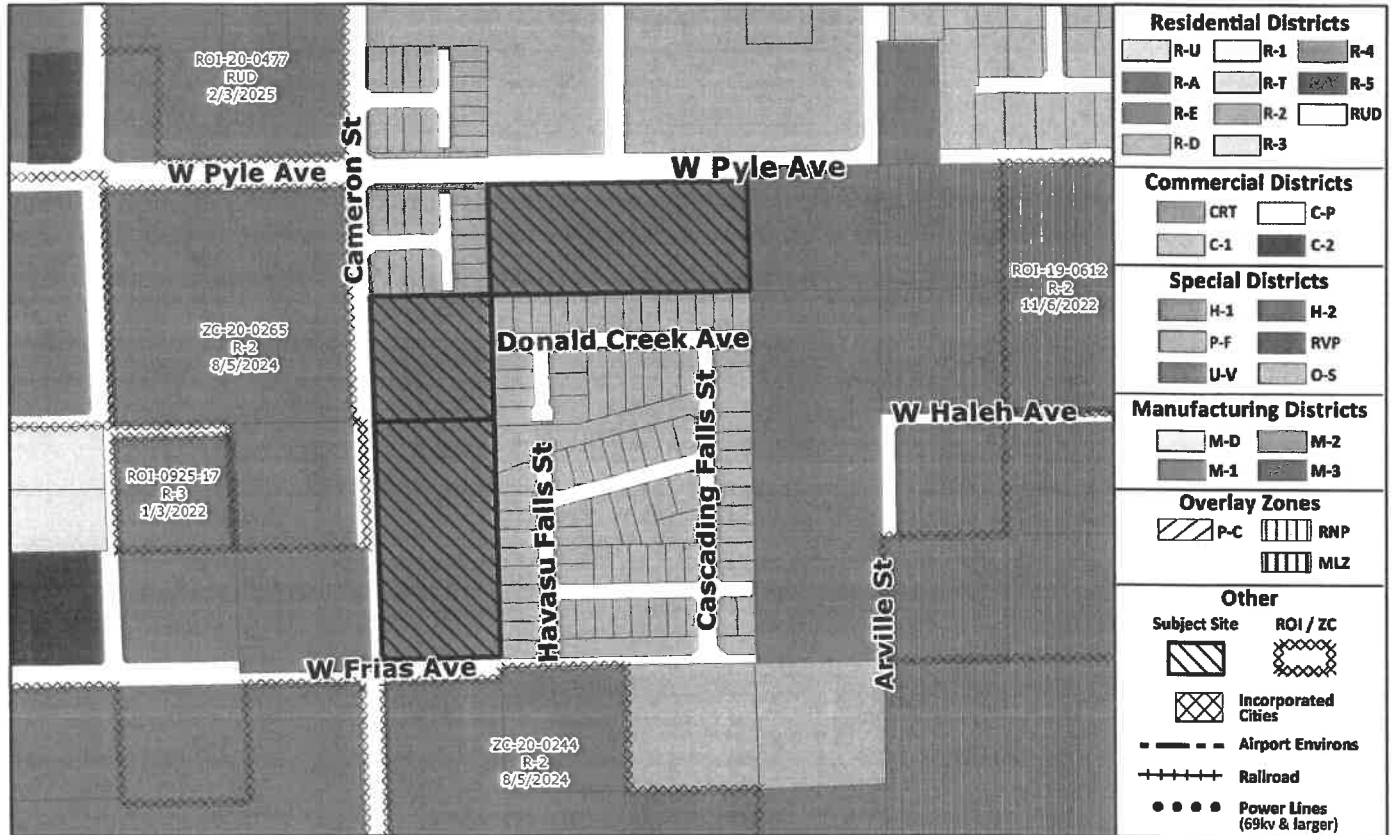 ROI-20-0477
RUD
2/3/2025
Cameron St
W Pyle Ave
W Pyle Ave
ROI-19-0612
R-2
11/6/2022
ZC-20-0265
R-2
8/5/2024
Donald Creek Ave
W Haleh Ave
ROI-0925-17
R-3
1/3/2022
Havasu Falls St
Cascading Falls St
Arville St
W Frias Ave
ZC-20-0244
R-2
8/5/2024
Residential Districts
R-U R-1 R-4
R-A R-T R-5
R-E R-2 RUD
R-D R-3
Commercial Districts
CRT C-P
C-1 C-2
Special Districts
H-1 H-2
P-F RVP
U-V O-S
Manufacturing Districts
M-D M-2
M-1 M-3
Overlay Zones
P-C RNP
MLZ
Other
Subject Site ROI / ZC
Incorporated
Cities
Airport Environs
Railroad
Power Lines
(69kv & larger)